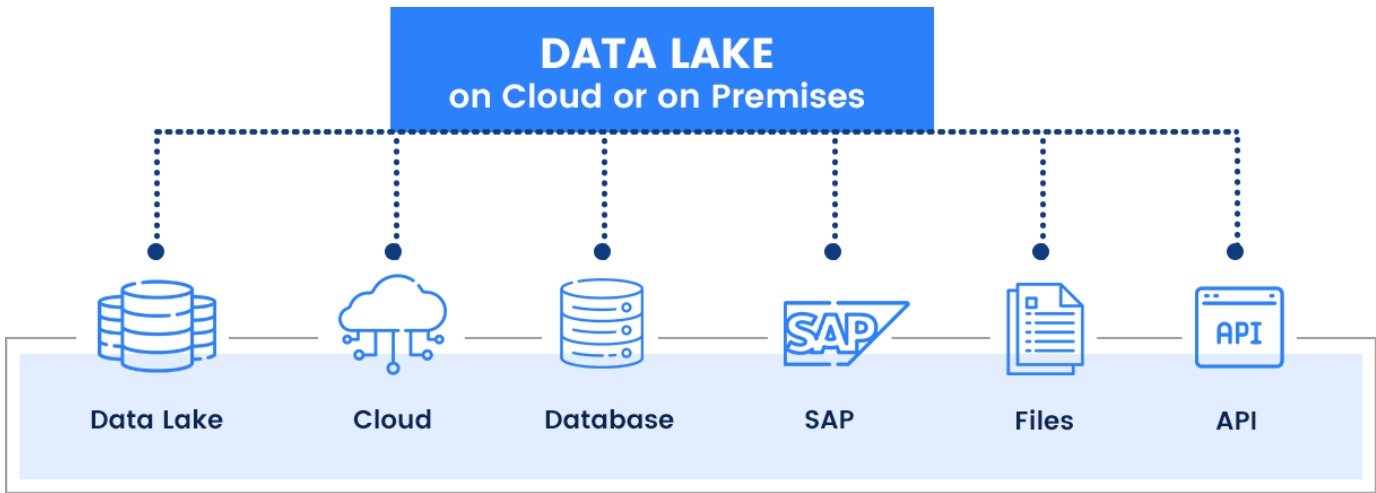 DATA LAKE
on Cloud or on Premises
SAP
API
Data Lake
Cloud
Database
SAP
Files
API